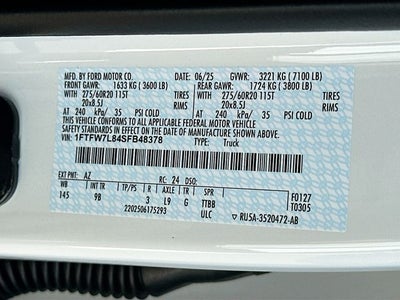 MFD. BY FORD MOTOR CO. 06/25 GVWR: 3221 KG ( 7100 LB)
FRONT GAWR: 1633 KG ( 3600 LB) REAR GAWR: 1724 KG ( 3800 LB)
WITH 275/60R20 115T WITH 275/60R20 115T
TIRES TIRES
20x8.5J RIMS 20x8.5J RIMS
AT 240 kPa/ 35 PSI COLD AT 240 kPa/ 35 PSI COLD
THIS VEHICLE CONFORMS TO ALL APPLICABLE FEDERAL MOTOR VEHICLE
SAFETY STANDARDS IN EFFECT ON THE DATE OF MANUFACTURE SHOWN ABOVE.
VIN: 1FTFW7L84SFB48378 TYPE: Truck
EXT PNT: AZ RC: 24 DSO:
WB INT TR TP/PS R AXLE TR SPR F0127
145 9B 3 L9 G TTBB T0305
2202506175293 ULC RU5A-3520472-AB